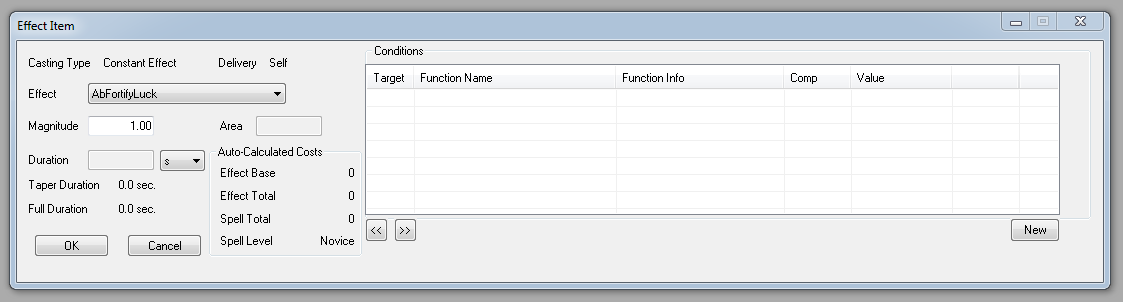 Effect Item
Casting Type Constant Effect Delivery Self
Effect AbFortifyLuck
Magnitude 1.00 Area
Duration s
Taper Duration 0.0 sec.
Full Duration 0.0 sec.
OK Cancel
Auto-Calculated Costs
Effect Base 0
Effect Total 0
Spell Total 0
Spell Level Novice
Conditions
Target Function Name Function Info Comp Value
<< >> New